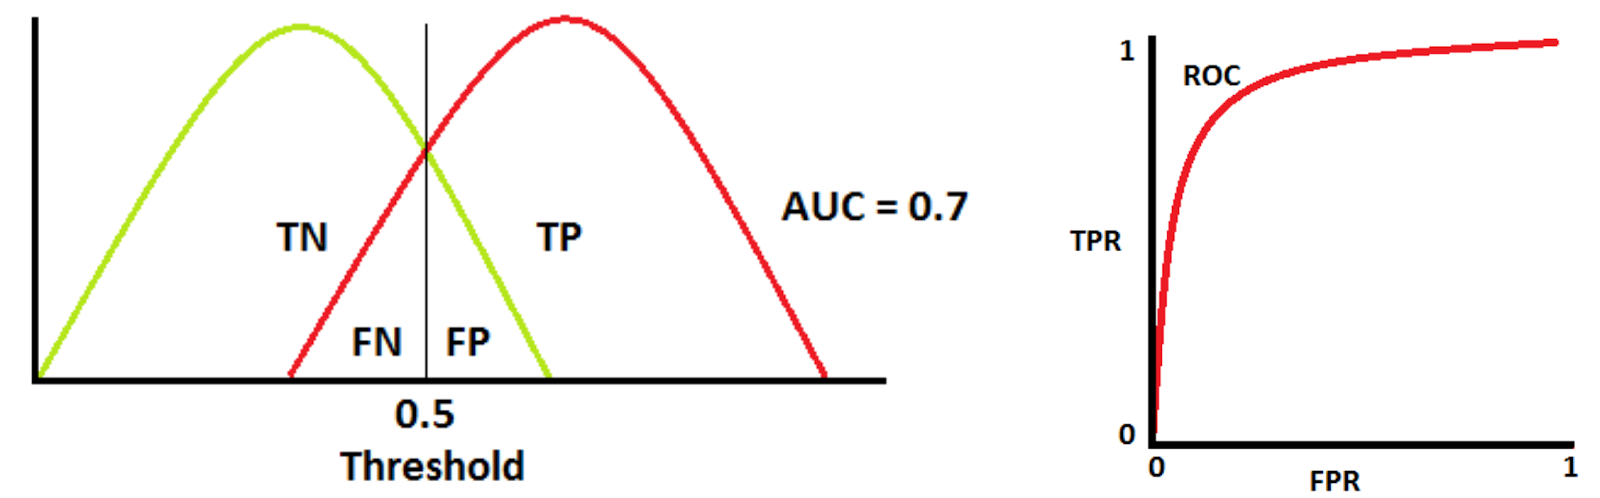 TN
TP
FN
FP
0.5
Threshold
AUC = 0.7
1
ROC
TPR
0
0
1
FPR